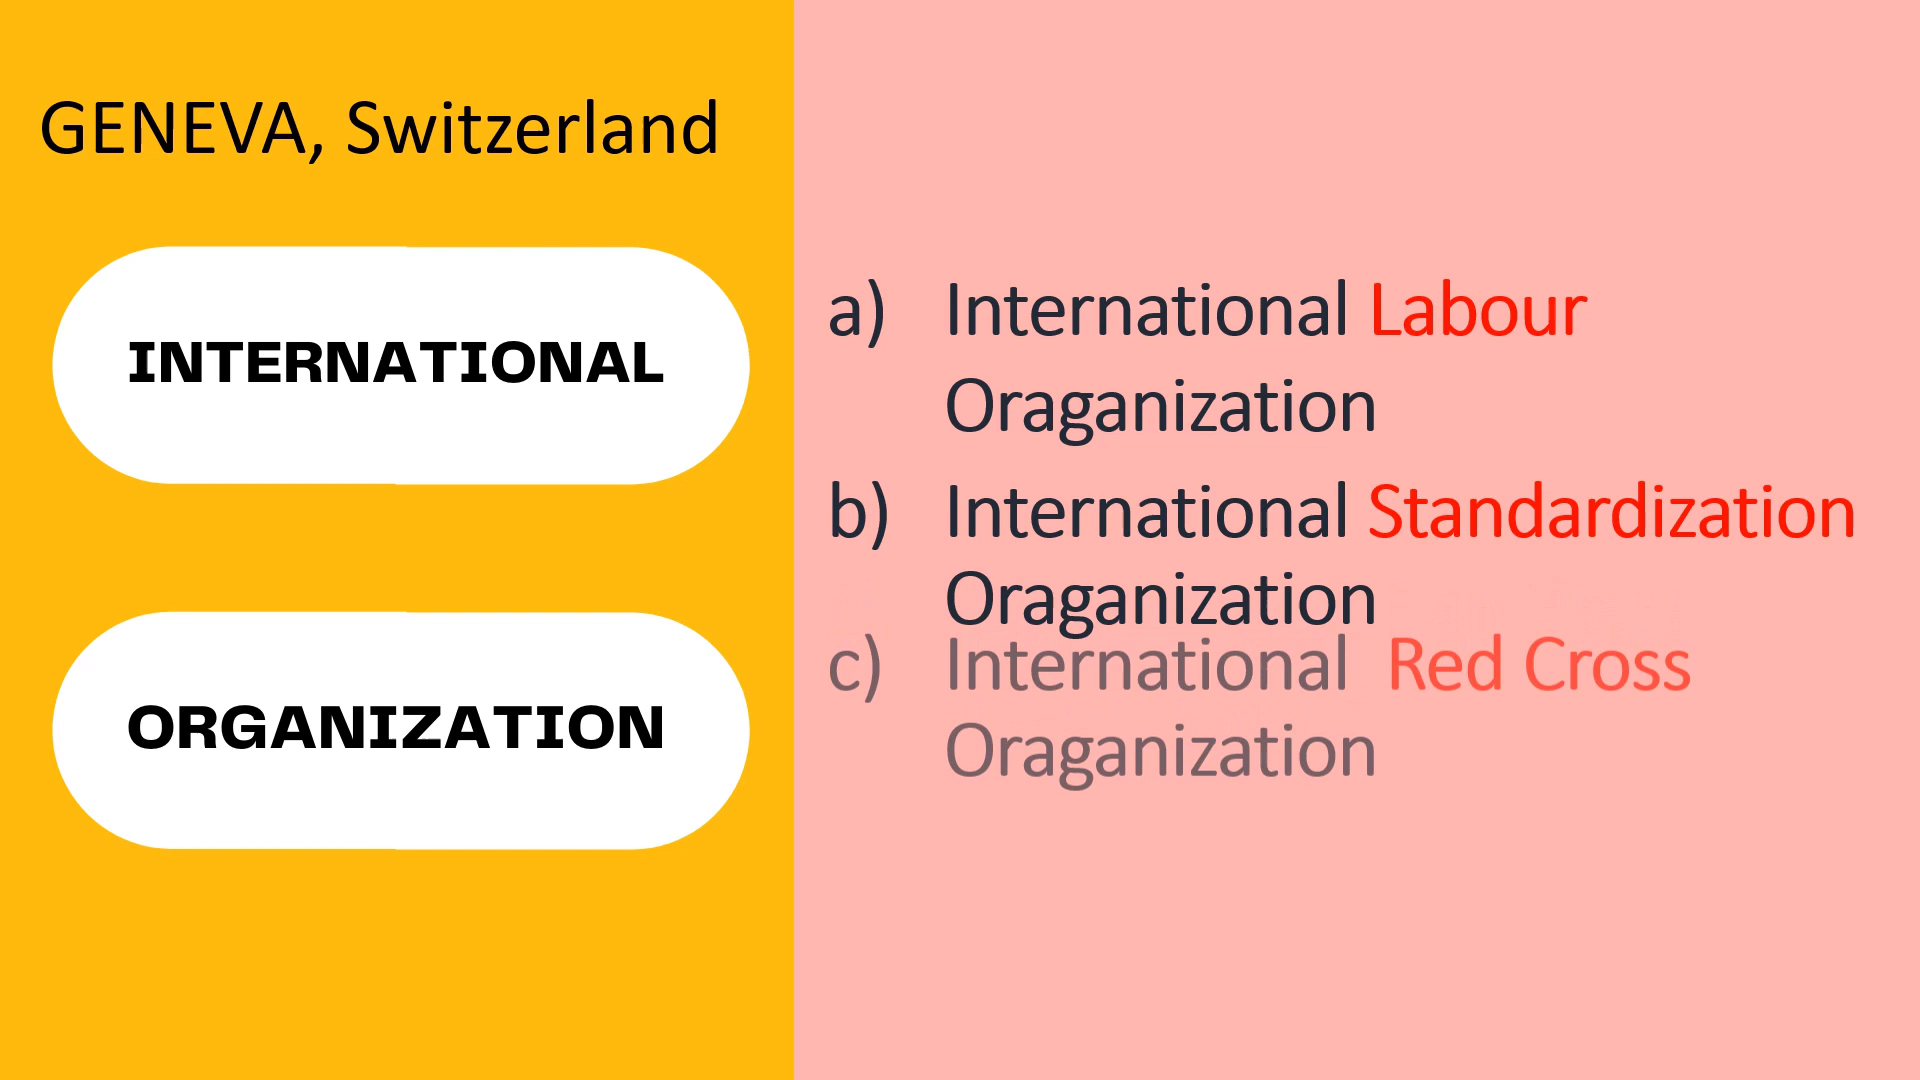 GENEVA, Switzerland
INTERNATIONAL
ORGANIZATION
a) International Labour
Oraganization
b) International Standardization
Oraganization
c) International Red Cross
Oraganization